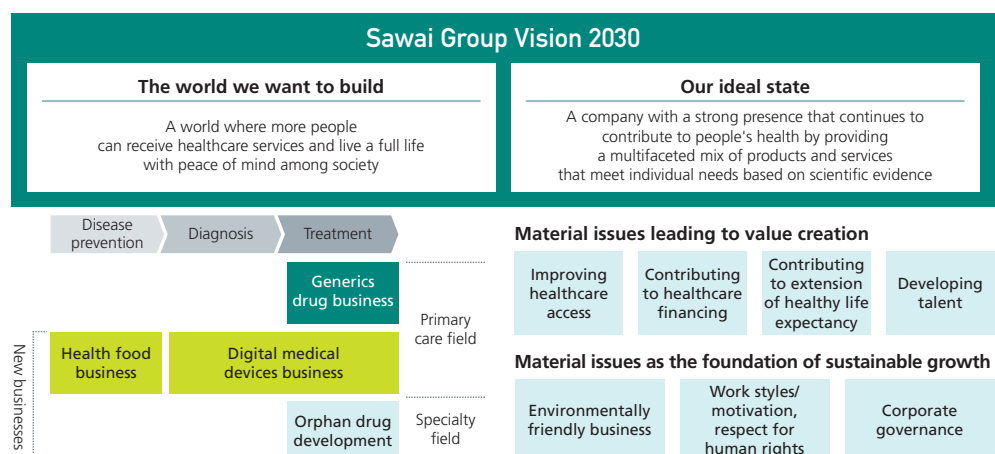 Sawai Group Vision 2030
The world we want to build
A world where more people
can receive healthcare services and live a full life
with peace of mind among society
Our ideal state
A company with a strong presence that continues to
contribute to people's health by providing
a multifaceted mix of products and services
that meet individual needs based on scientific evidence
Disease
prevention
Diagnosis
Treatment
Generics
drug business
Primary
care field
New businesses
Health food
business
Digital medical
devices business
Orphan drug
development
Specialty
field
Material issues leading to value creation
Improving
healthcare
access
Contributing
to healthcare
financing
Contributing
to extension
of healthy life
expectancy
Developing
talent
Material issues as the foundation of sustainable growth
Environmentally
friendly business
Work styles/
motivation,
respect for
human rights
Corporate
governance